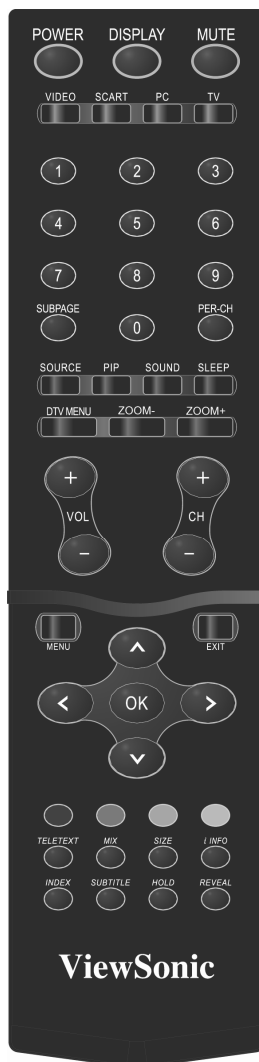 POWER DISPLAY MUTE
VIDEO SCART PC TV
1 2 3
4 5 6
7 8 9
SUBPAGE 0 PER-CH
SOURCE PIP SOUND SLEEP
DTV MENU ZOOM- ZOOM+
+ +
VOL CH
- -
MENU EXIT
OK
TELETEXT MIX SIZE I INFO
INDEX SUBTITLE HOLD REVEAL
ViewSonic